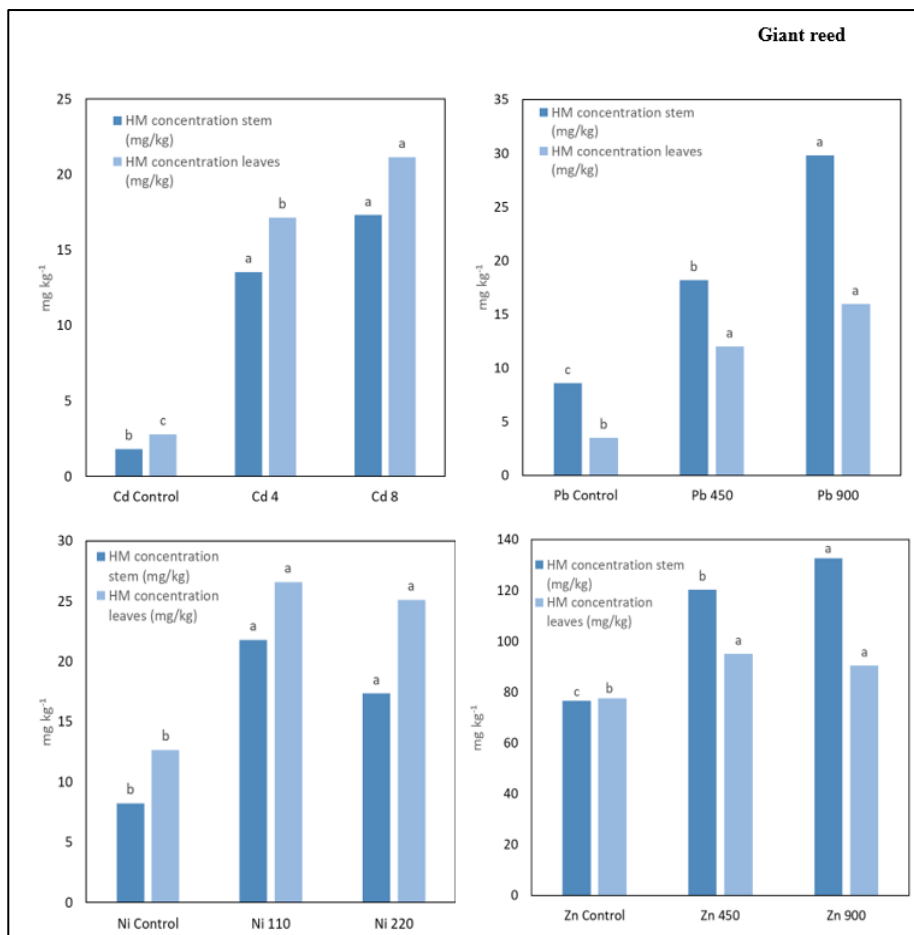 Giant reed
25
20
15
10
5
0
mg kg⁻¹
HM concentration stem
(mg/kg)
HM concentration leaves
(mg/kg)
b
c
a
b
a
a
Cd Control
Cd 4
Cd 8
35
30
25
20
15
10
5
0
mg kg⁻¹
HM concentration stem
(mg/kg)
HM concentration leaves
(mg/kg)
c
b
b
a
a
a
Pb Control
Pb 450
Pb 900
30
25
20
15
10
5
0
mg kg⁻¹
HM concentration
stem (mg/kg)
HM concentration
leaves (mg/kg)
b
b
a
a
a
a
Ni Control
Ni 110
Ni 220
140
120
100
80
60
40
20
0
mg kg⁻¹
HM concentration stem
(mg/kg)
HM concentration
leaves (mg/kg)
c
b
b
a
a
a
Zn Control
Zn 450
Zn 900